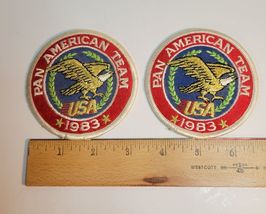 PAN AMERICAN TEAM
USA
1983
PAN AMERICAN TEAM
USA
1983
1 2 3 4 5 6
WESTCOTT